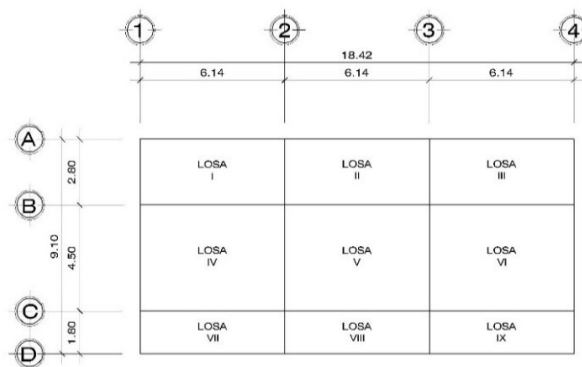 1 2 3 4
18.42
6.14 6.14 6.14
A
2.80
LOSA
I
LOSA
II
LOSA
III
B
9.10
4.50
LOSA
IV
LOSA
V
LOSA
VI
C
1.80
LOSA
VII
LOSA
VIII
LOSA
IX
D